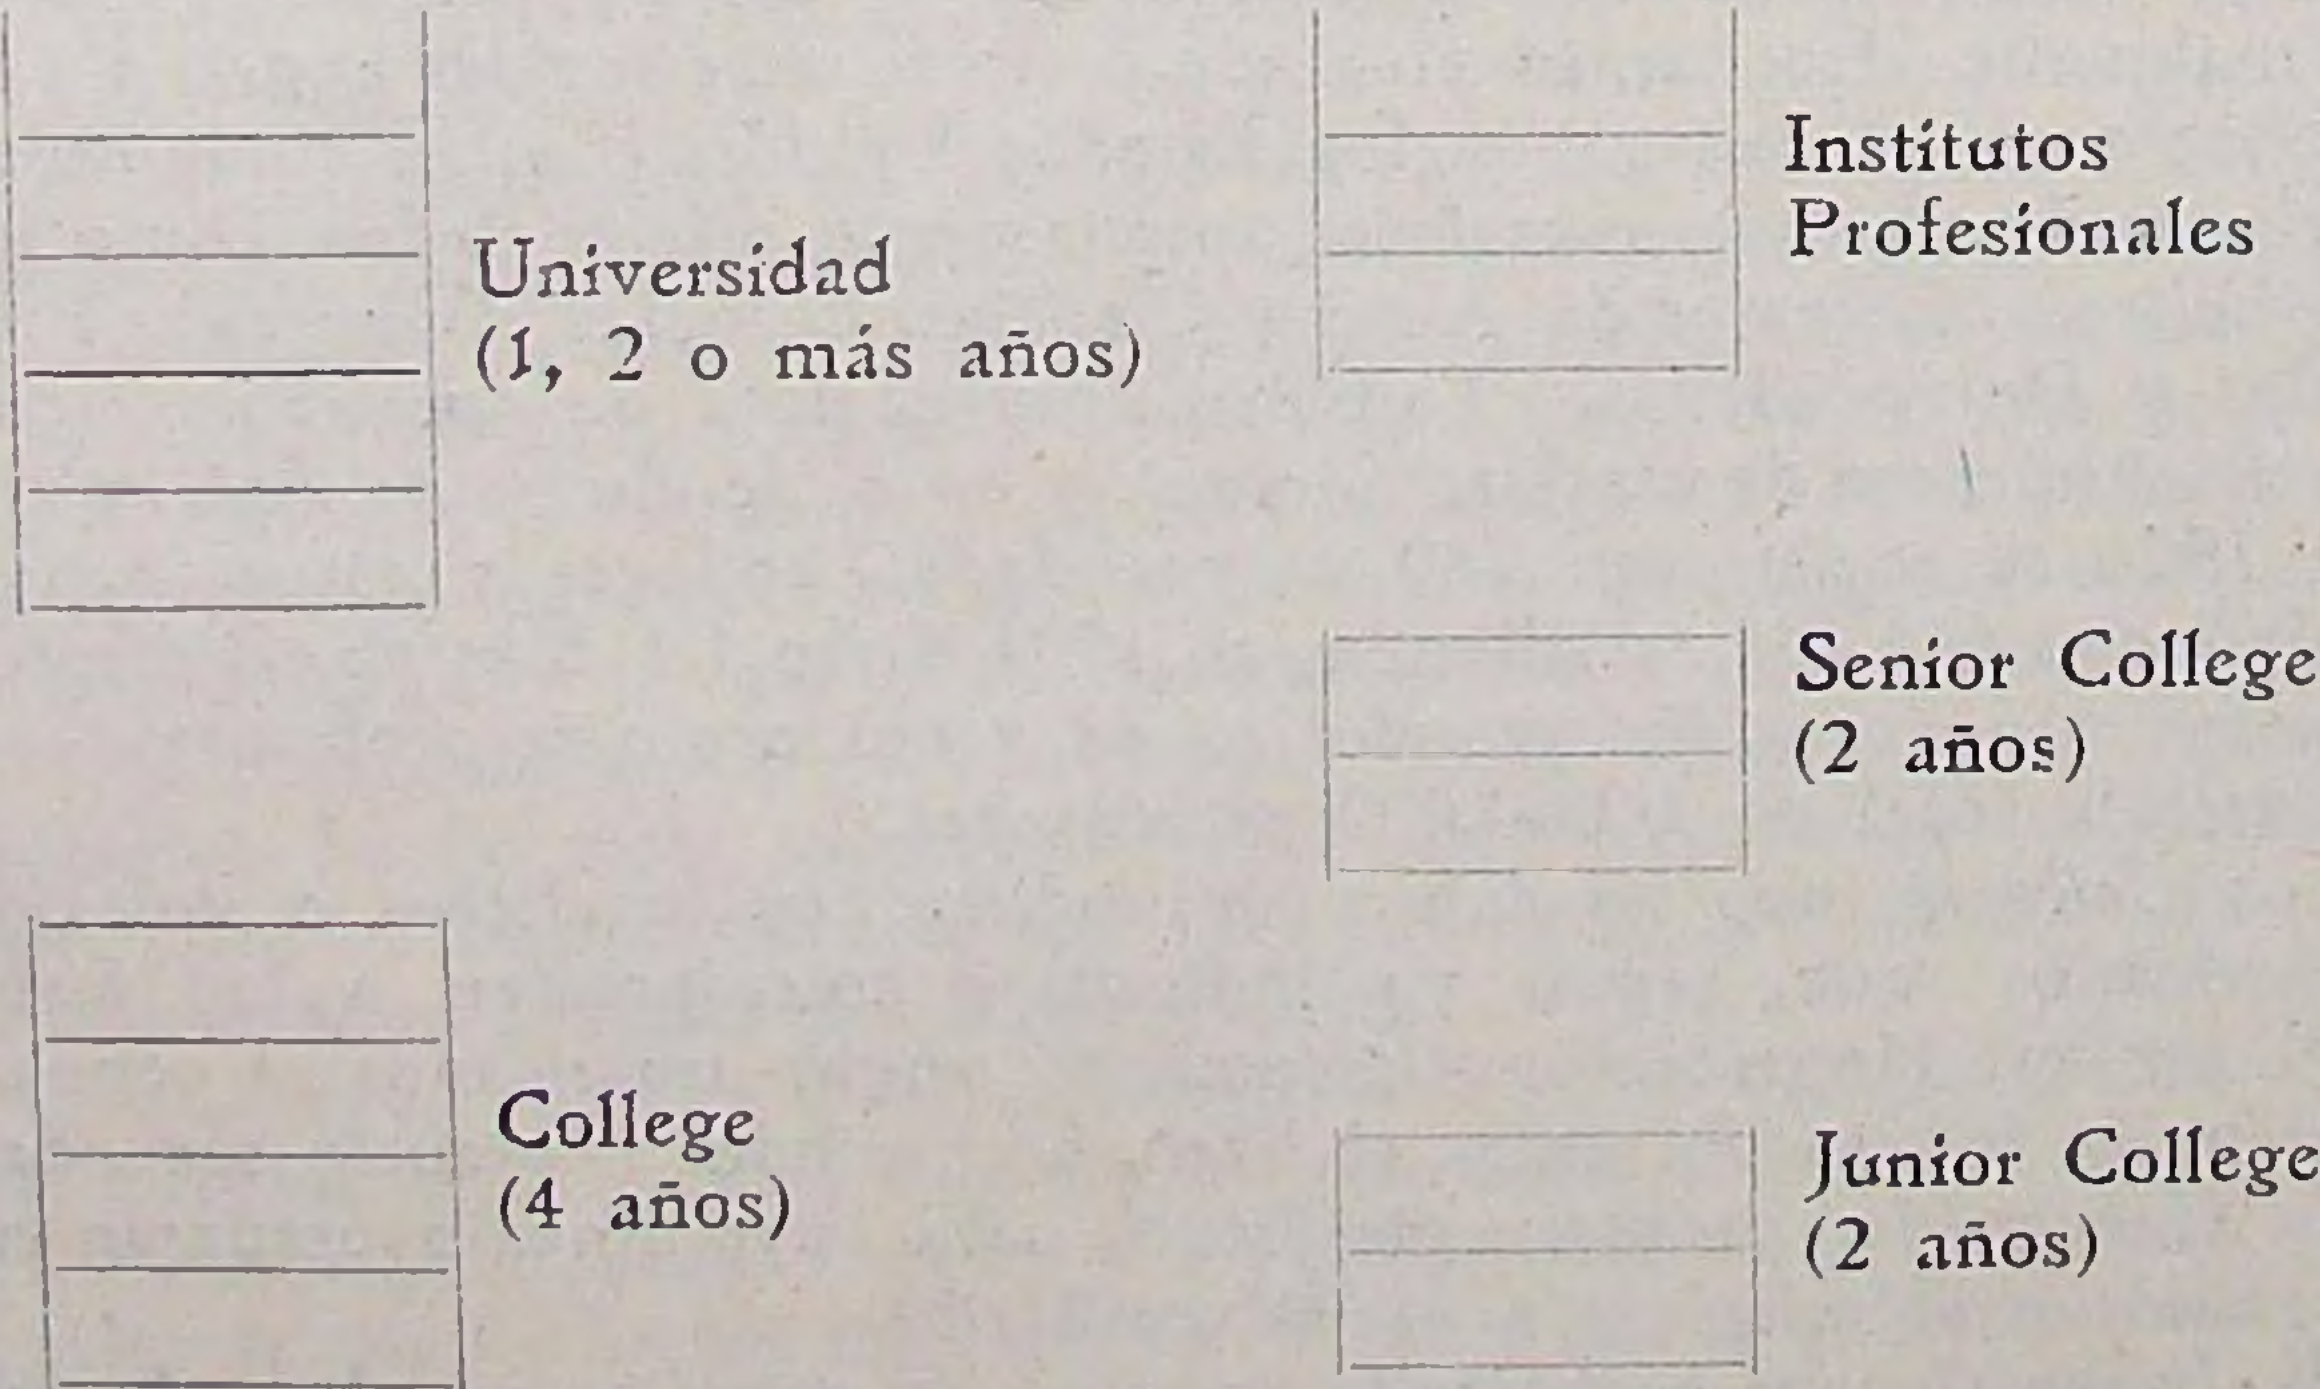 Universidad
(1, 2 o más años)
College
(4 años)
Institutos
Profesionales
Senior College
(2 años)
Junior College
(2 años)